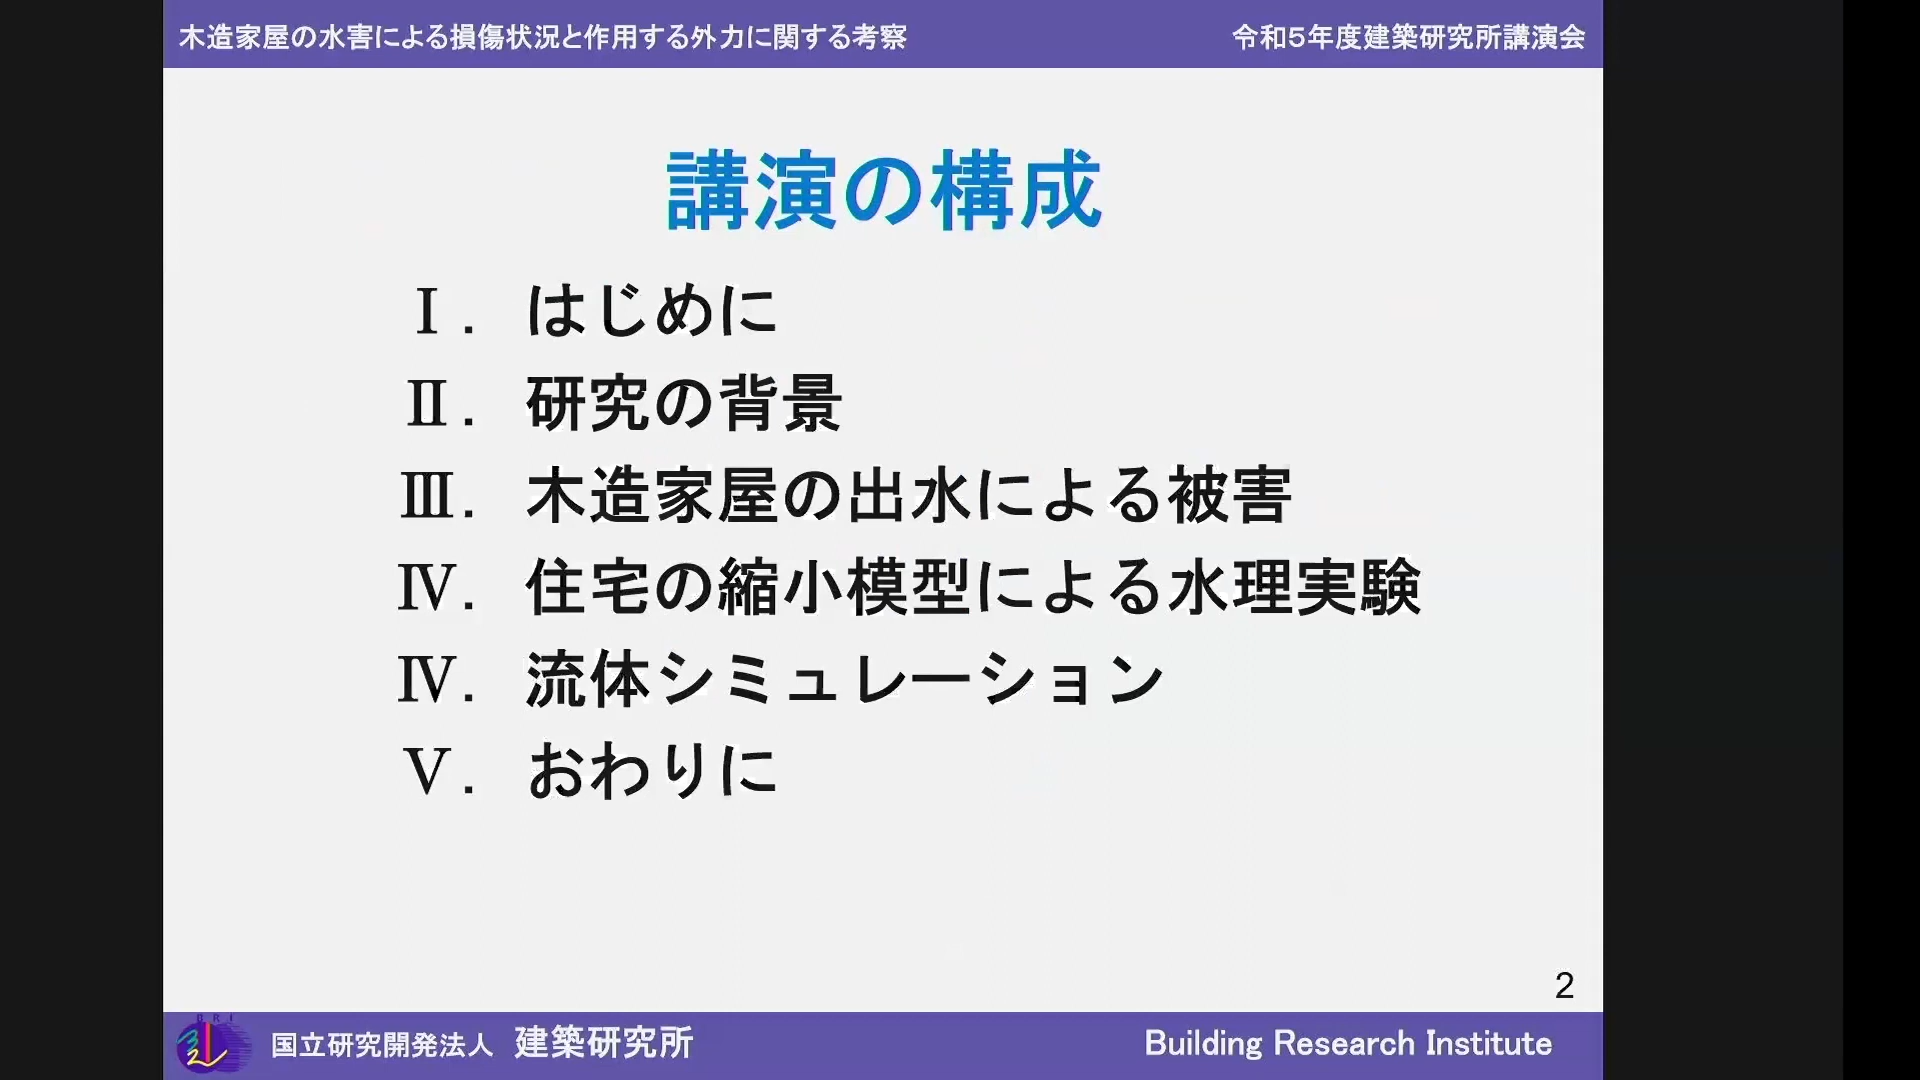 木造家屋の水害による損傷状況と作用する外力に関する考察
令和5年度建築研究所講演会
講演の構成
Ⅰ. はじめに
Ⅱ. 研究の背景
Ⅲ. 木造家屋の出水による被害
Ⅳ. 住宅の縮小模型による水理実験
Ⅳ. 流体シミュレーション
Ⅴ. おわりに
2
BRI
国立研究開発法人 建築研究所
Building Research Institute